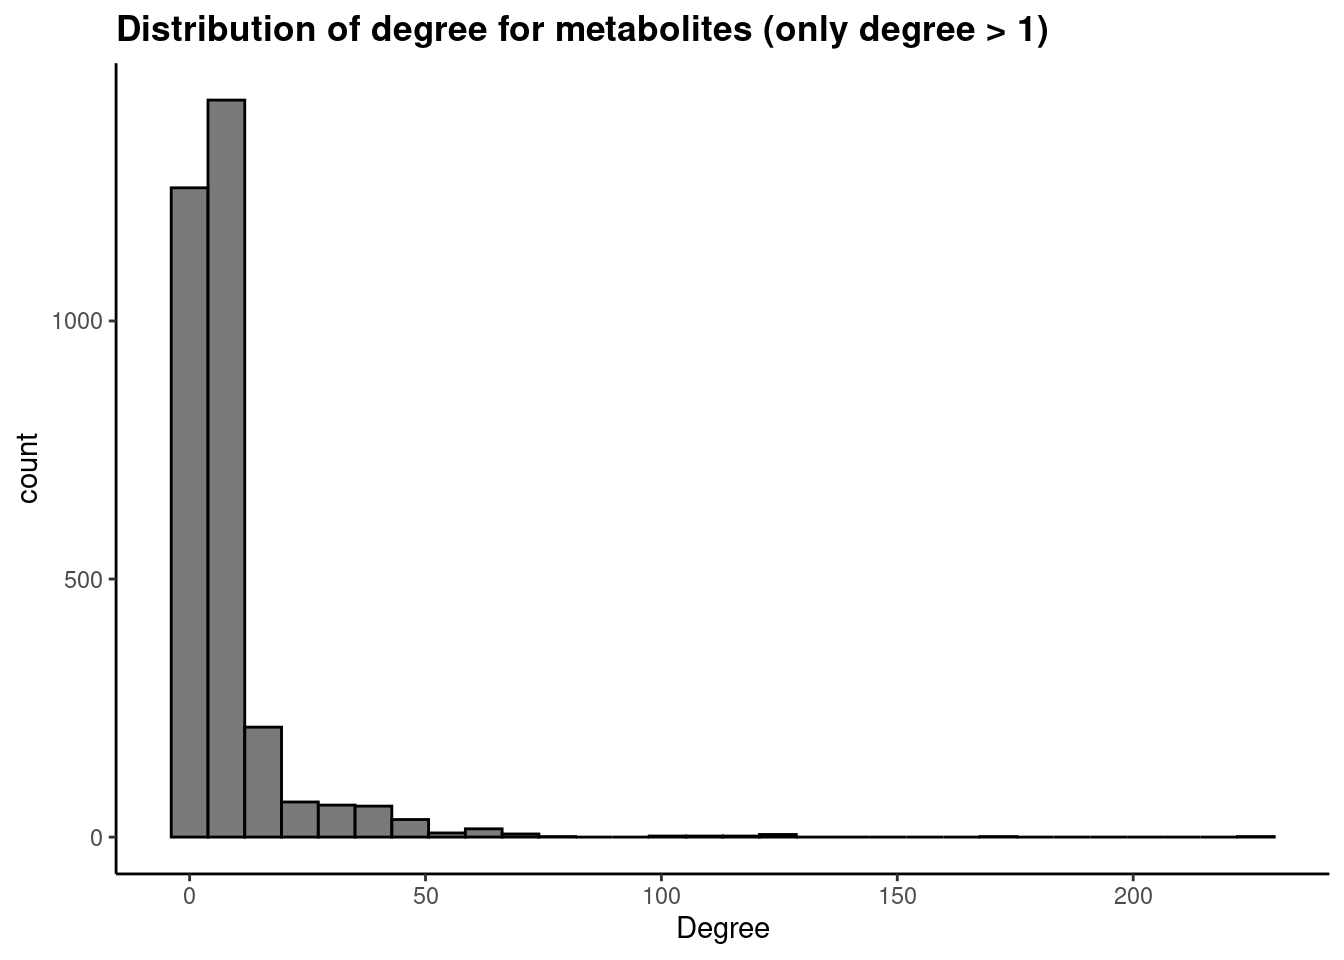 Distribution of degree for metabolites (only degree > 1)
count
1000
500
0
0 50 100 150 200
Degree